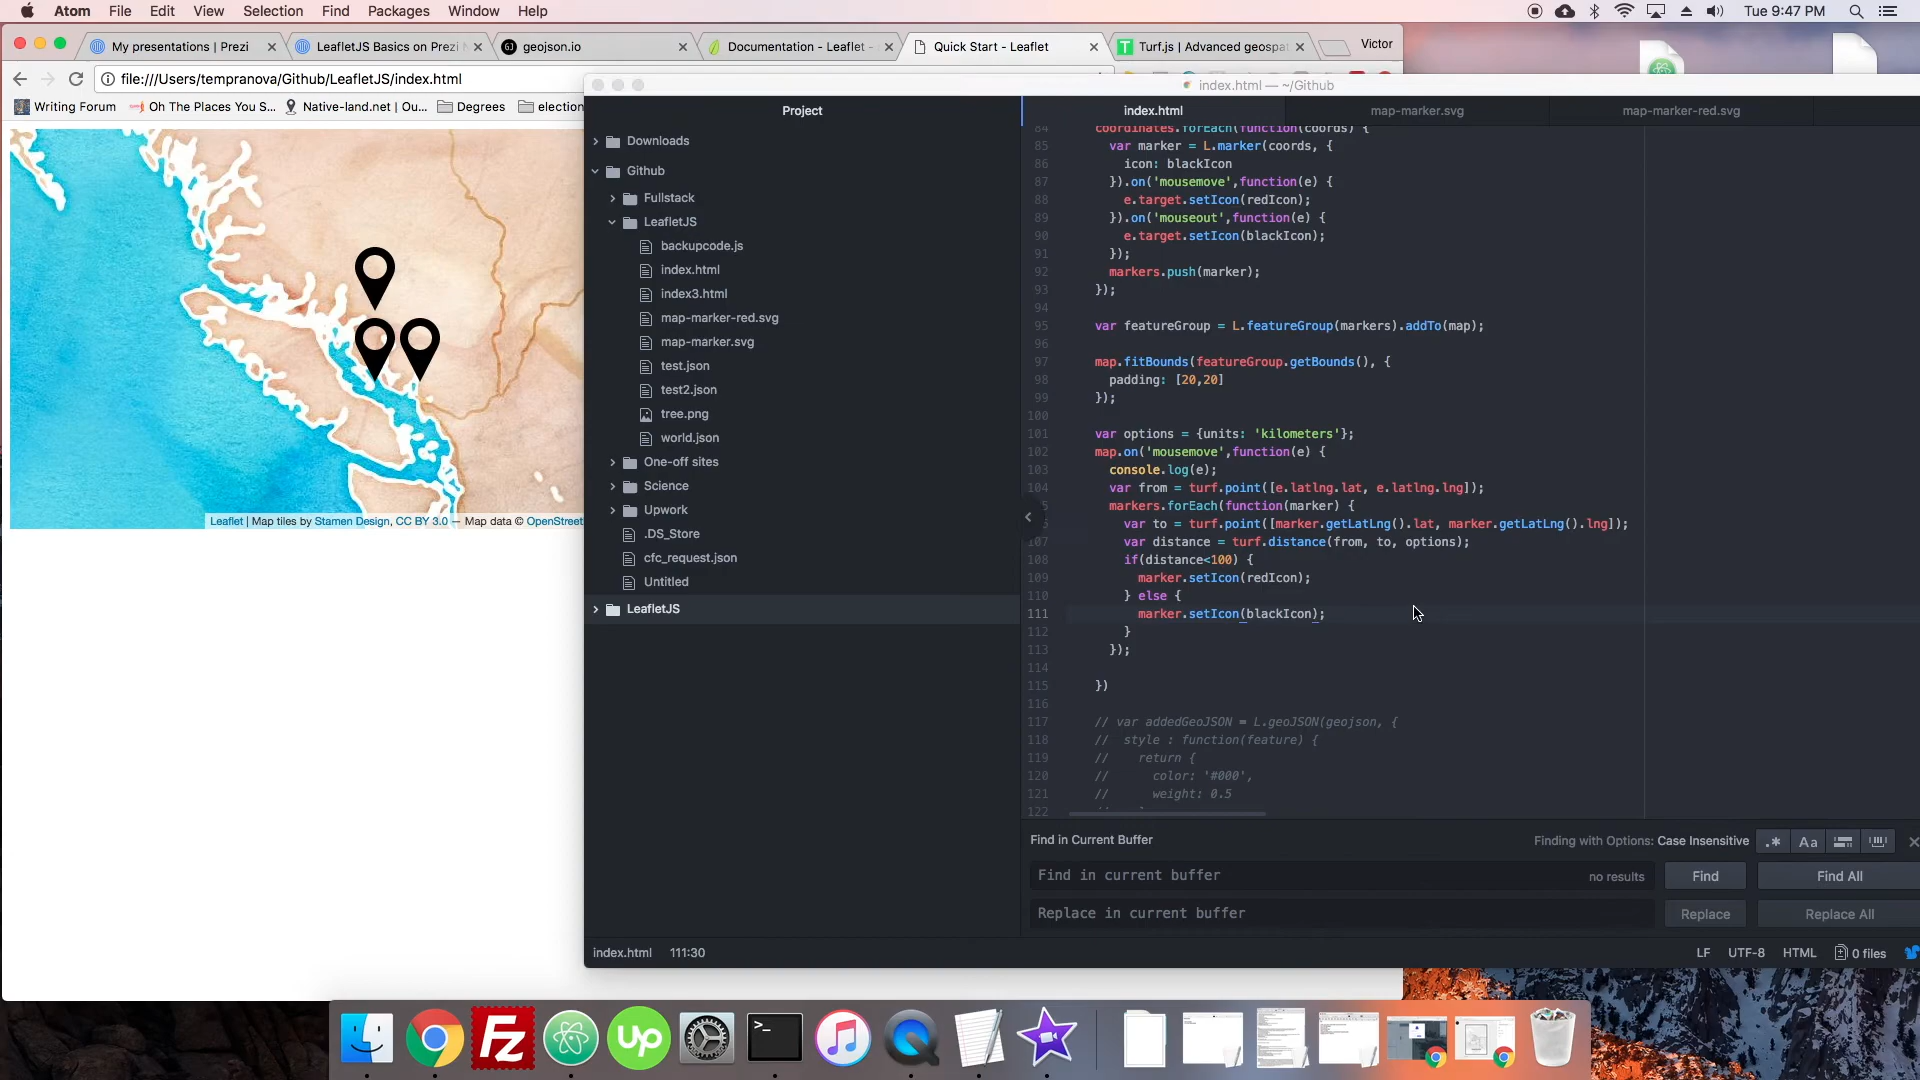 Atom File Edit View Selection Find Packages Window Help
Tue 9:47 PM
My presentations | Prezi
LeafletJS Basics on Prezi
geojson.io
Documentation - Leaflet -
Quick Start - Leaflet
Turf.js | Advanced geospa
Victor
file:///Users/tempranova/Github/LeafletJS/index.html
Writing Forum
Oh The Places You S...
Native-land.net | Ou...
Degrees
election
index.html — ~/Github
Project
index.html
map-marker.svg
map-marker-red.svg
Downloads
Github
Fullstack
LeafletJS
backupcode.js
index.html
index3.html
map-marker-red.svg
map-marker.svg
test.json
test2.json
tree.png
world.json
One-off sites
Science
Upwork
.DS_Store
cfc_request.json
Untitled
LeafletJS
Leaflet | Map tiles by Stamen Design, CC BY 3.0 — Map data © OpenStreet
84 coordinates.forEach(function(coords) {
85 var marker = L.marker(coords, {
86 icon: blackIcon
87 }).on('mousemove',function(e) {
88 e.target.setIcon(redIcon);
89 }).on('mouseout',function(e) {
90 e.target.setIcon(blackIcon);
91 });
92 markers.push(marker);
93 });
94
95 var featureGroup = L.featureGroup(markers).addTo(map);
96
97 map.fitBounds(featureGroup.getBounds(), {
98 padding: [20,20]
99 });
100
101 var options = {units: 'kilometers'};
102 map.on('mousemove',function(e) {
103 console.log(e);
104 var from = turf.point([e.latlng.lat, e.latlng.lng]);
markers.forEach(function(marker) {
var to = turf.point([marker.getLatLng().lat, marker.getLatLng().lng]);
107 var distance = turf.distance(from, to, options);
108 if(distance<100) {
109 marker.setIcon(redIcon);
110 } else {
111 marker.setIcon(blackIcon);
112 }
113 });
114
115 })
116
117 // var addedGeoJSON = L.geoJSON(geojson, {
118 // style : function(feature) {
119 // return {
120 // color: '#000',
121 // weight: 0.5
122
Find in Current Buffer
Finding with Options: Case Insensitive
.* Aa
Find in current buffer
no results
Find
Find All
Replace in current buffer
Replace
Replace All
index.html 111:30
LF UTF-8 HTML 0 files
Fz
Up
>_